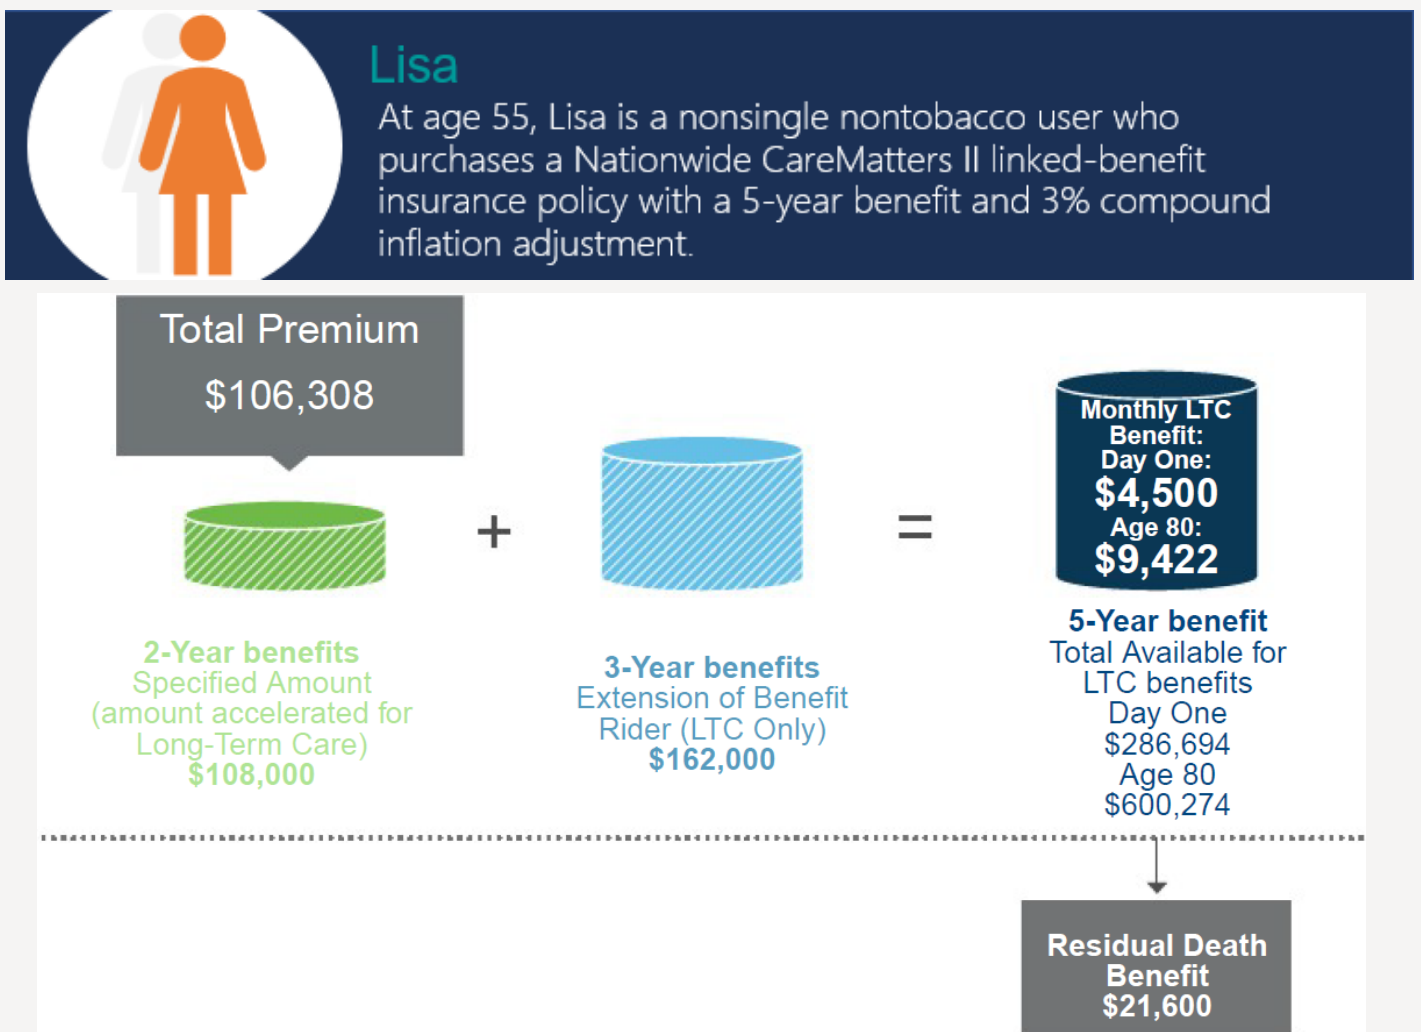 Lisa
At age 55, Lisa is a nonsingle nontobacco user who
purchases a Nationwide CareMatters II linked-benefit
insurance policy with a 5-year benefit and 3% compound
inflation adjustment.
Total Premium
$106,308
+
=
Monthly LTC
Benefit:
Day One:
$4,500
Age 80:
$9,422
2-Year benefits
Specified Amount
(amount accelerated for
Long-Term Care)
$108,000
3-Year benefits
Extension of Benefit
Rider (LTC Only)
$162,000
5-Year benefit
Total Available for
LTC benefits
Day One
$286,694
Age 80
$600,274
Residual Death
Benefit
$21,600